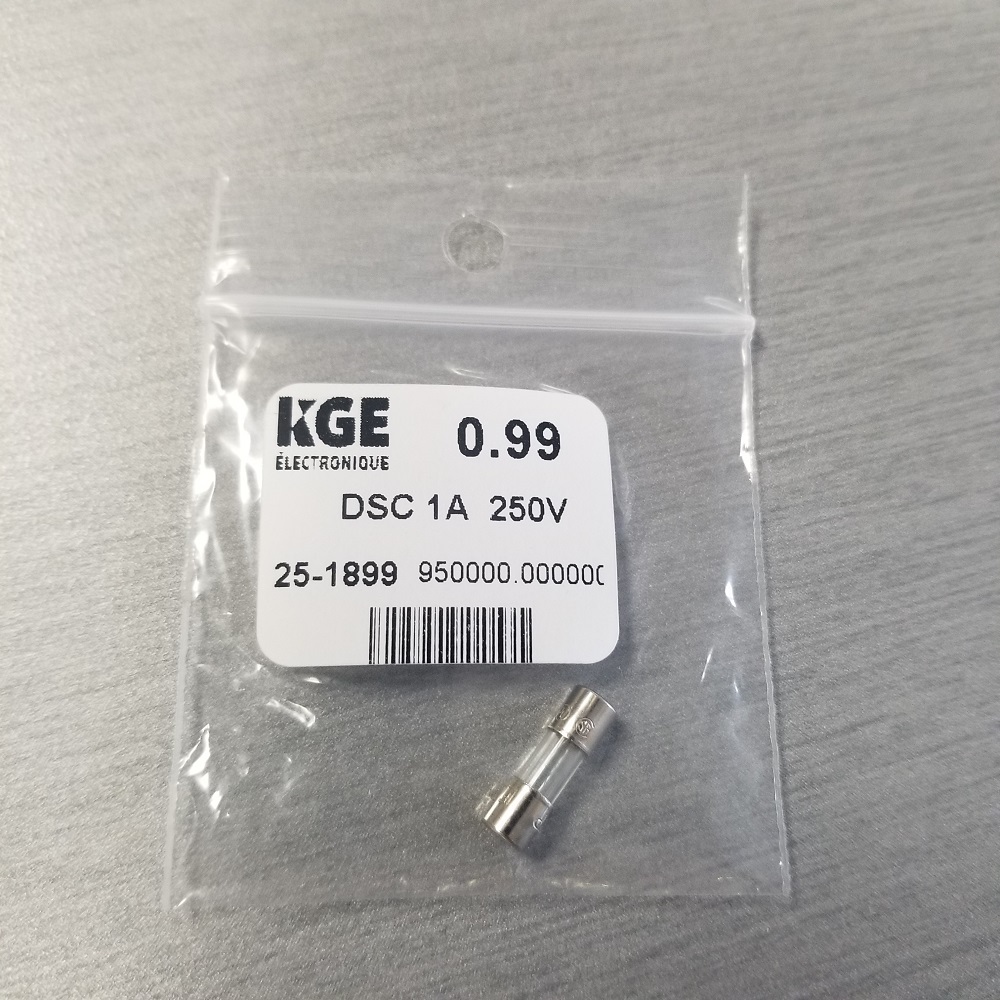 KGE
ÉLECTRONIQUE
0.99
DSC 1A 250V
25-1899 950000.000000